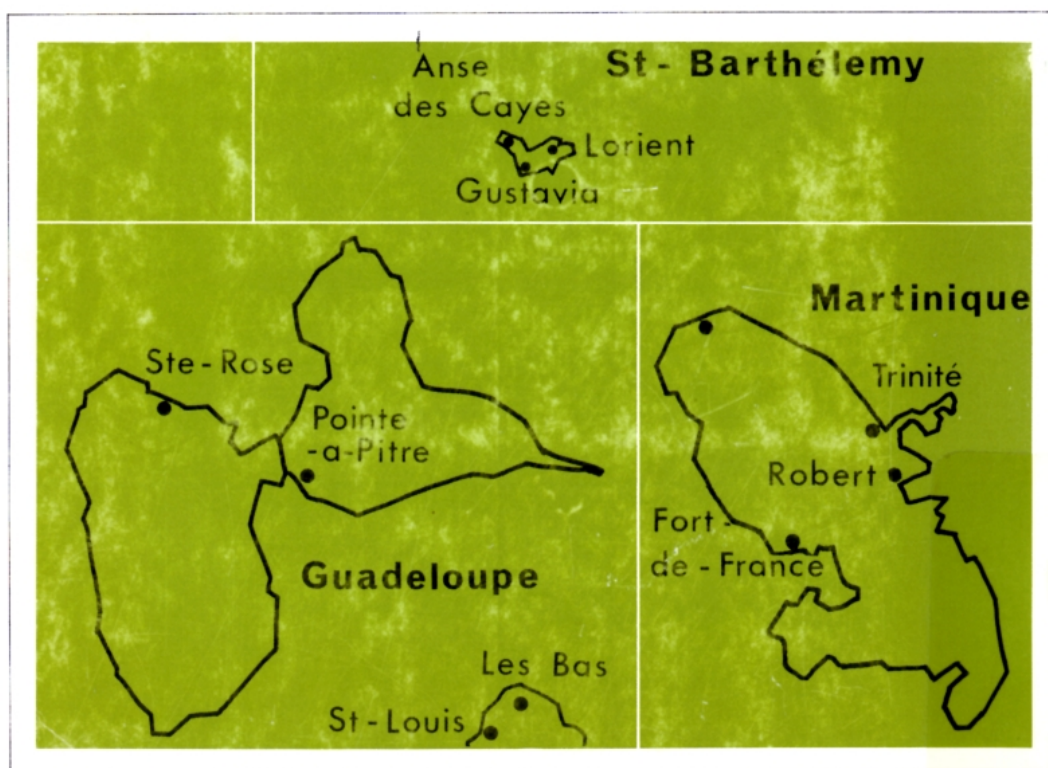 St - Barthélemy
Anse
des Cayes
Lorient
Gustavia
Martinique
Trinité
Robert
Fort -
de - France
Ste - Rose
Pointe
-a-Pitre
Guadeloupe
Les Bas
St - Louis